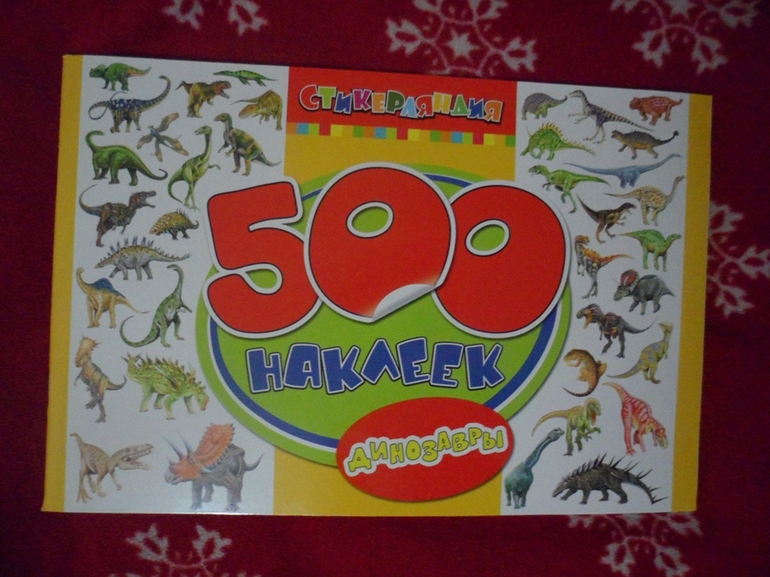 СТИКЕРЛЯНДИЯ
500
НАКЛЕЕК
ДИНОЗАВРЫ